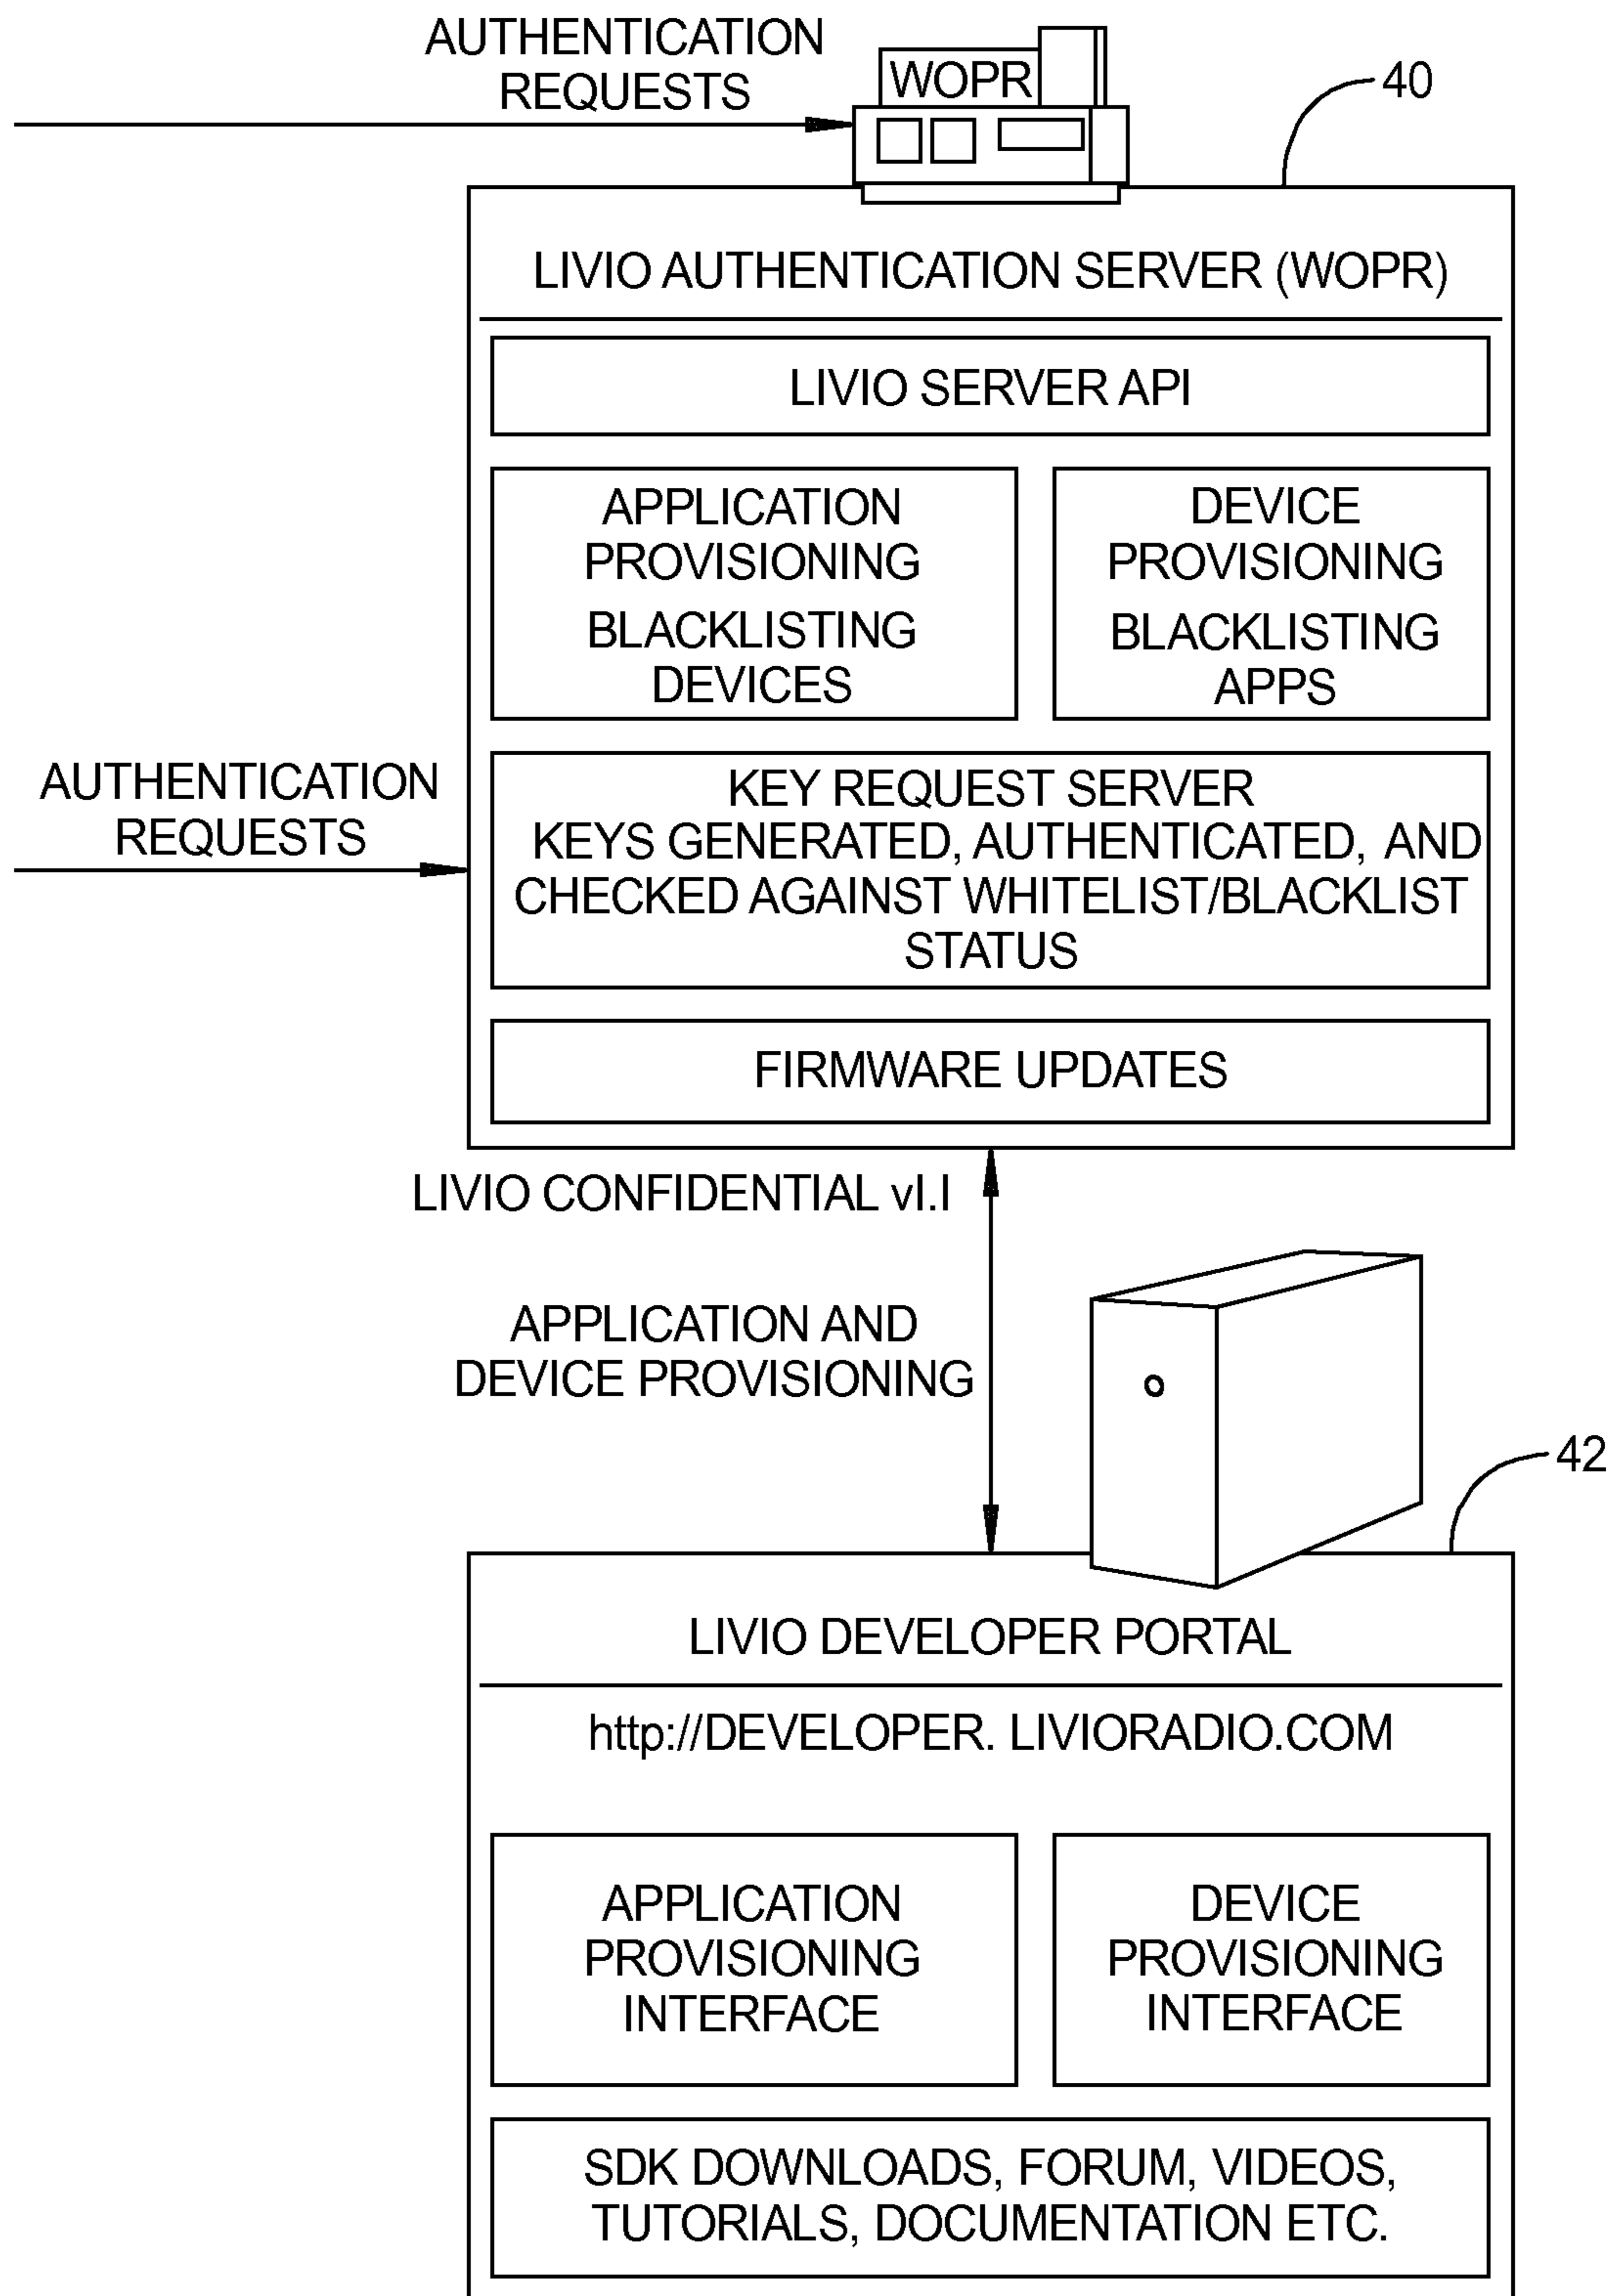 AUTHENTICATION
REQUESTS
WOPR
40
LIVIO AUTHENTICATION SERVER (WOPR)
LIVIO SERVER API
APPLICATION
PROVISIONING
BLACKLISTING
DEVICES
DEVICE
PROVISIONING
BLACKLISTING
APPS
AUTHENTICATION
REQUESTS
KEY REQUEST SERVER
KEYS GENERATED, AUTHENTICATED, AND
CHECKED AGAINST WHITELIST/BLACKLIST
STATUS
FIRMWARE UPDATES
LIVIO CONFIDENTIAL vI.I
APPLICATION AND
DEVICE PROVISIONING
42
LIVIO DEVELOPER PORTAL
http://DEVELOPER. LIVIORADIO.COM
APPLICATION
PROVISIONING
INTERFACE
DEVICE
PROVISIONING
INTERFACE
SDK DOWNLOADS, FORUM, VIDEOS,
TUTORIALS, DOCUMENTATION ETC.